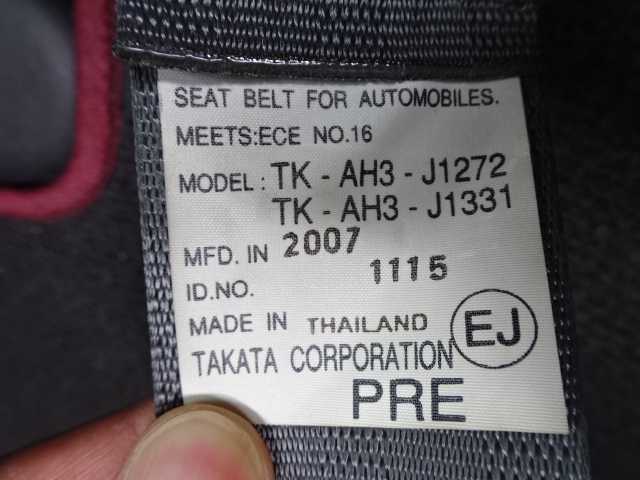 SEAT BELT FOR AUTOMOBILES.
MEETS:ECE NO.16
MODEL : TK - AH3 - J1272
TK - AH3 - J1331
MFD. IN 2007
ID.NO. 1115
MADE IN THAILAND
TAKATA CORPORATION EJ
PRE